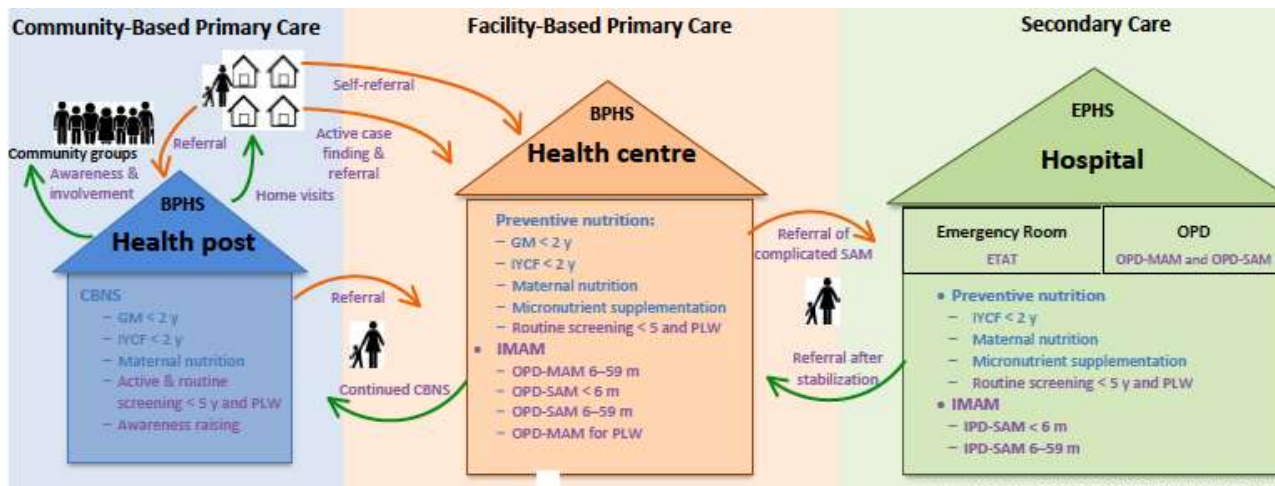 Community-Based Primary Care
Facility-Based Primary Care
Secondary Care
Self-referral
Referral
Active case
finding &
referral
Home visits
Community groups
Awareness &
involvement
BPHS
Health post
CBNS
– GM < 2 y
– IYCF < 2 y
– Maternal nutrition
– Active & routine
screening < 5 y and PLW
– Awareness raising
Referral
Continued CBNS
BPHS
Health centre
Preventive nutrition:
– GM < 2 y
– IYCF < 2 y
– Maternal nutrition
– Micronutrient supplementation
– Routine screening < 5 and PLW
• IMAM
– OPD-MAM 6–59 m
– OPD-SAM < 6 m
– OPD-SAM 6–59 m
– OPD-MAM for PLW
Referral of
complicated SAM
Referral after
stabilization
EPHS
Hospital
Emergency Room
ETAT
OPD
OPD-MAM and OPD-SAM
• Preventive nutrition
– IYCF < 2 y
– Maternal nutrition
– Micronutrient supplementation
– Routine screening < 5 y and PLW
• IMAM
– IPD-SAM < 6 m
– IPD-SAM 6–59 m